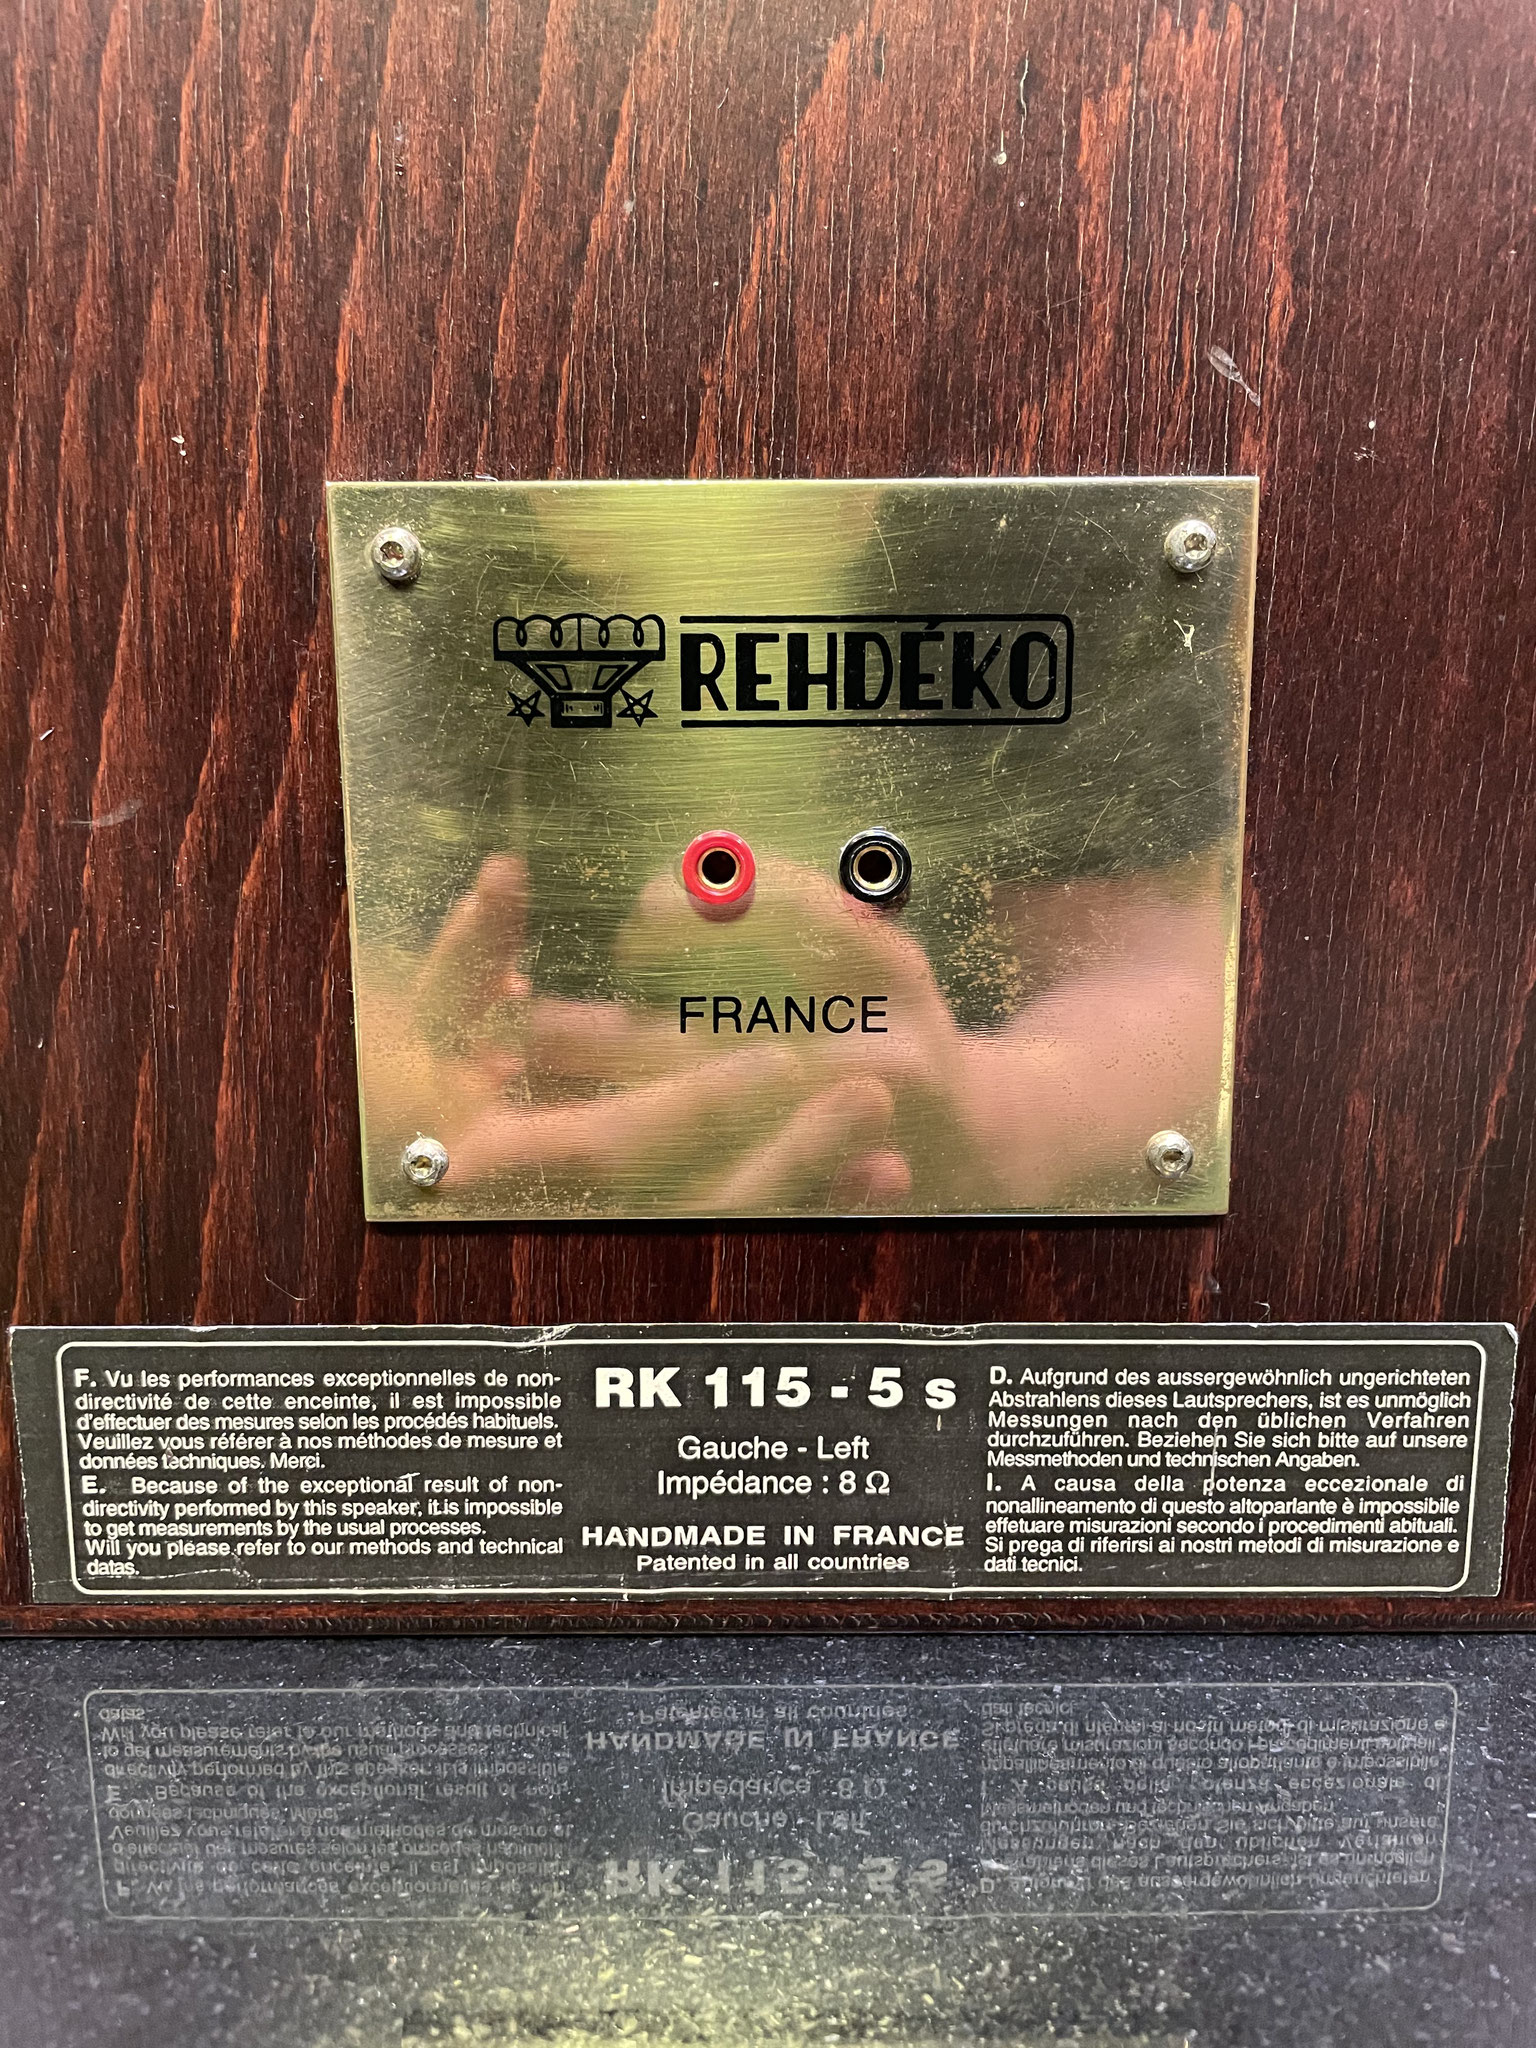 REHDÉKO
FRANCE
F. Vu les performances exceptionnelles de non-
directivité de cette enceinte, il est impossible
d'effectuer des mesures selon les procédés habituels.
Veuillez vous référer à nos méthodes de mesure et
données techniques. Merci.
E. Because of the exceptional result of non-
directivity performed by this speaker, it is impossible
to get measurements by the usual processes.
Will you please refer to our methods and technical
datas.
RK 115 - 5 s
Gauche - Left
Impédance : 8 Ω
HANDMADE IN FRANCE
Patented in all countries
D. Aufgrund des aussergewöhnlich ungerichteten
Abstrahlens dieses Lautsprechers, ist es unmöglich
Messungen nach den üblichen Verfahren
durchzuführen. Beziehen Sie sich bitte auf unsere
Messmethoden und technischen Angaben.
I. A causa della potenza eccezionale di
nonallineamento di questo altoparlante è impossibile
effetuare misurazioni secondo i procedimenti abituali.
Si prega di riferirsi ai nostri metodi di misurazione e
dati tecnici.